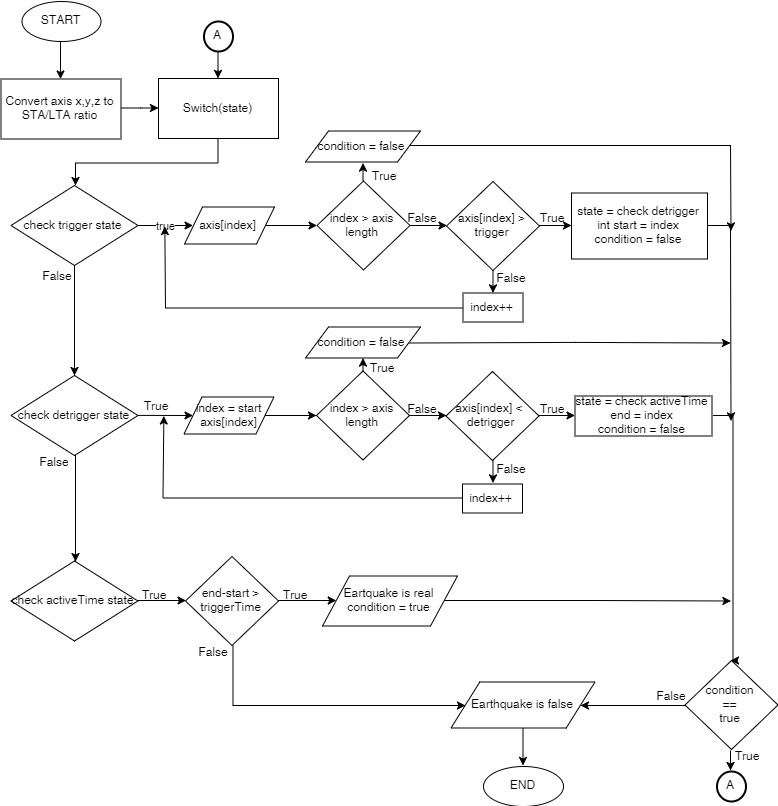 START
A
Convert axis x,y,z to
STA/LTA ratio
Switch(state)
condition = false
True
check trigger state
true
axis[index]
index > axis
length
False
axis[index] >
trigger
True
state = check detrigger
int start = index
condition = false
False
False
index++
condition = false
True
check detrigger state
True
index = start
axis[index]
index > axis
length
False
axis[index] <
detrigger
True
state = check activeTime
end = index
condition = false
False
False
index++
check activeTime state
True
end-start >
triggerTime
True
Eartquake is real
condition = true
False
Earthquake is false
False
condition
==
true
True
END
A